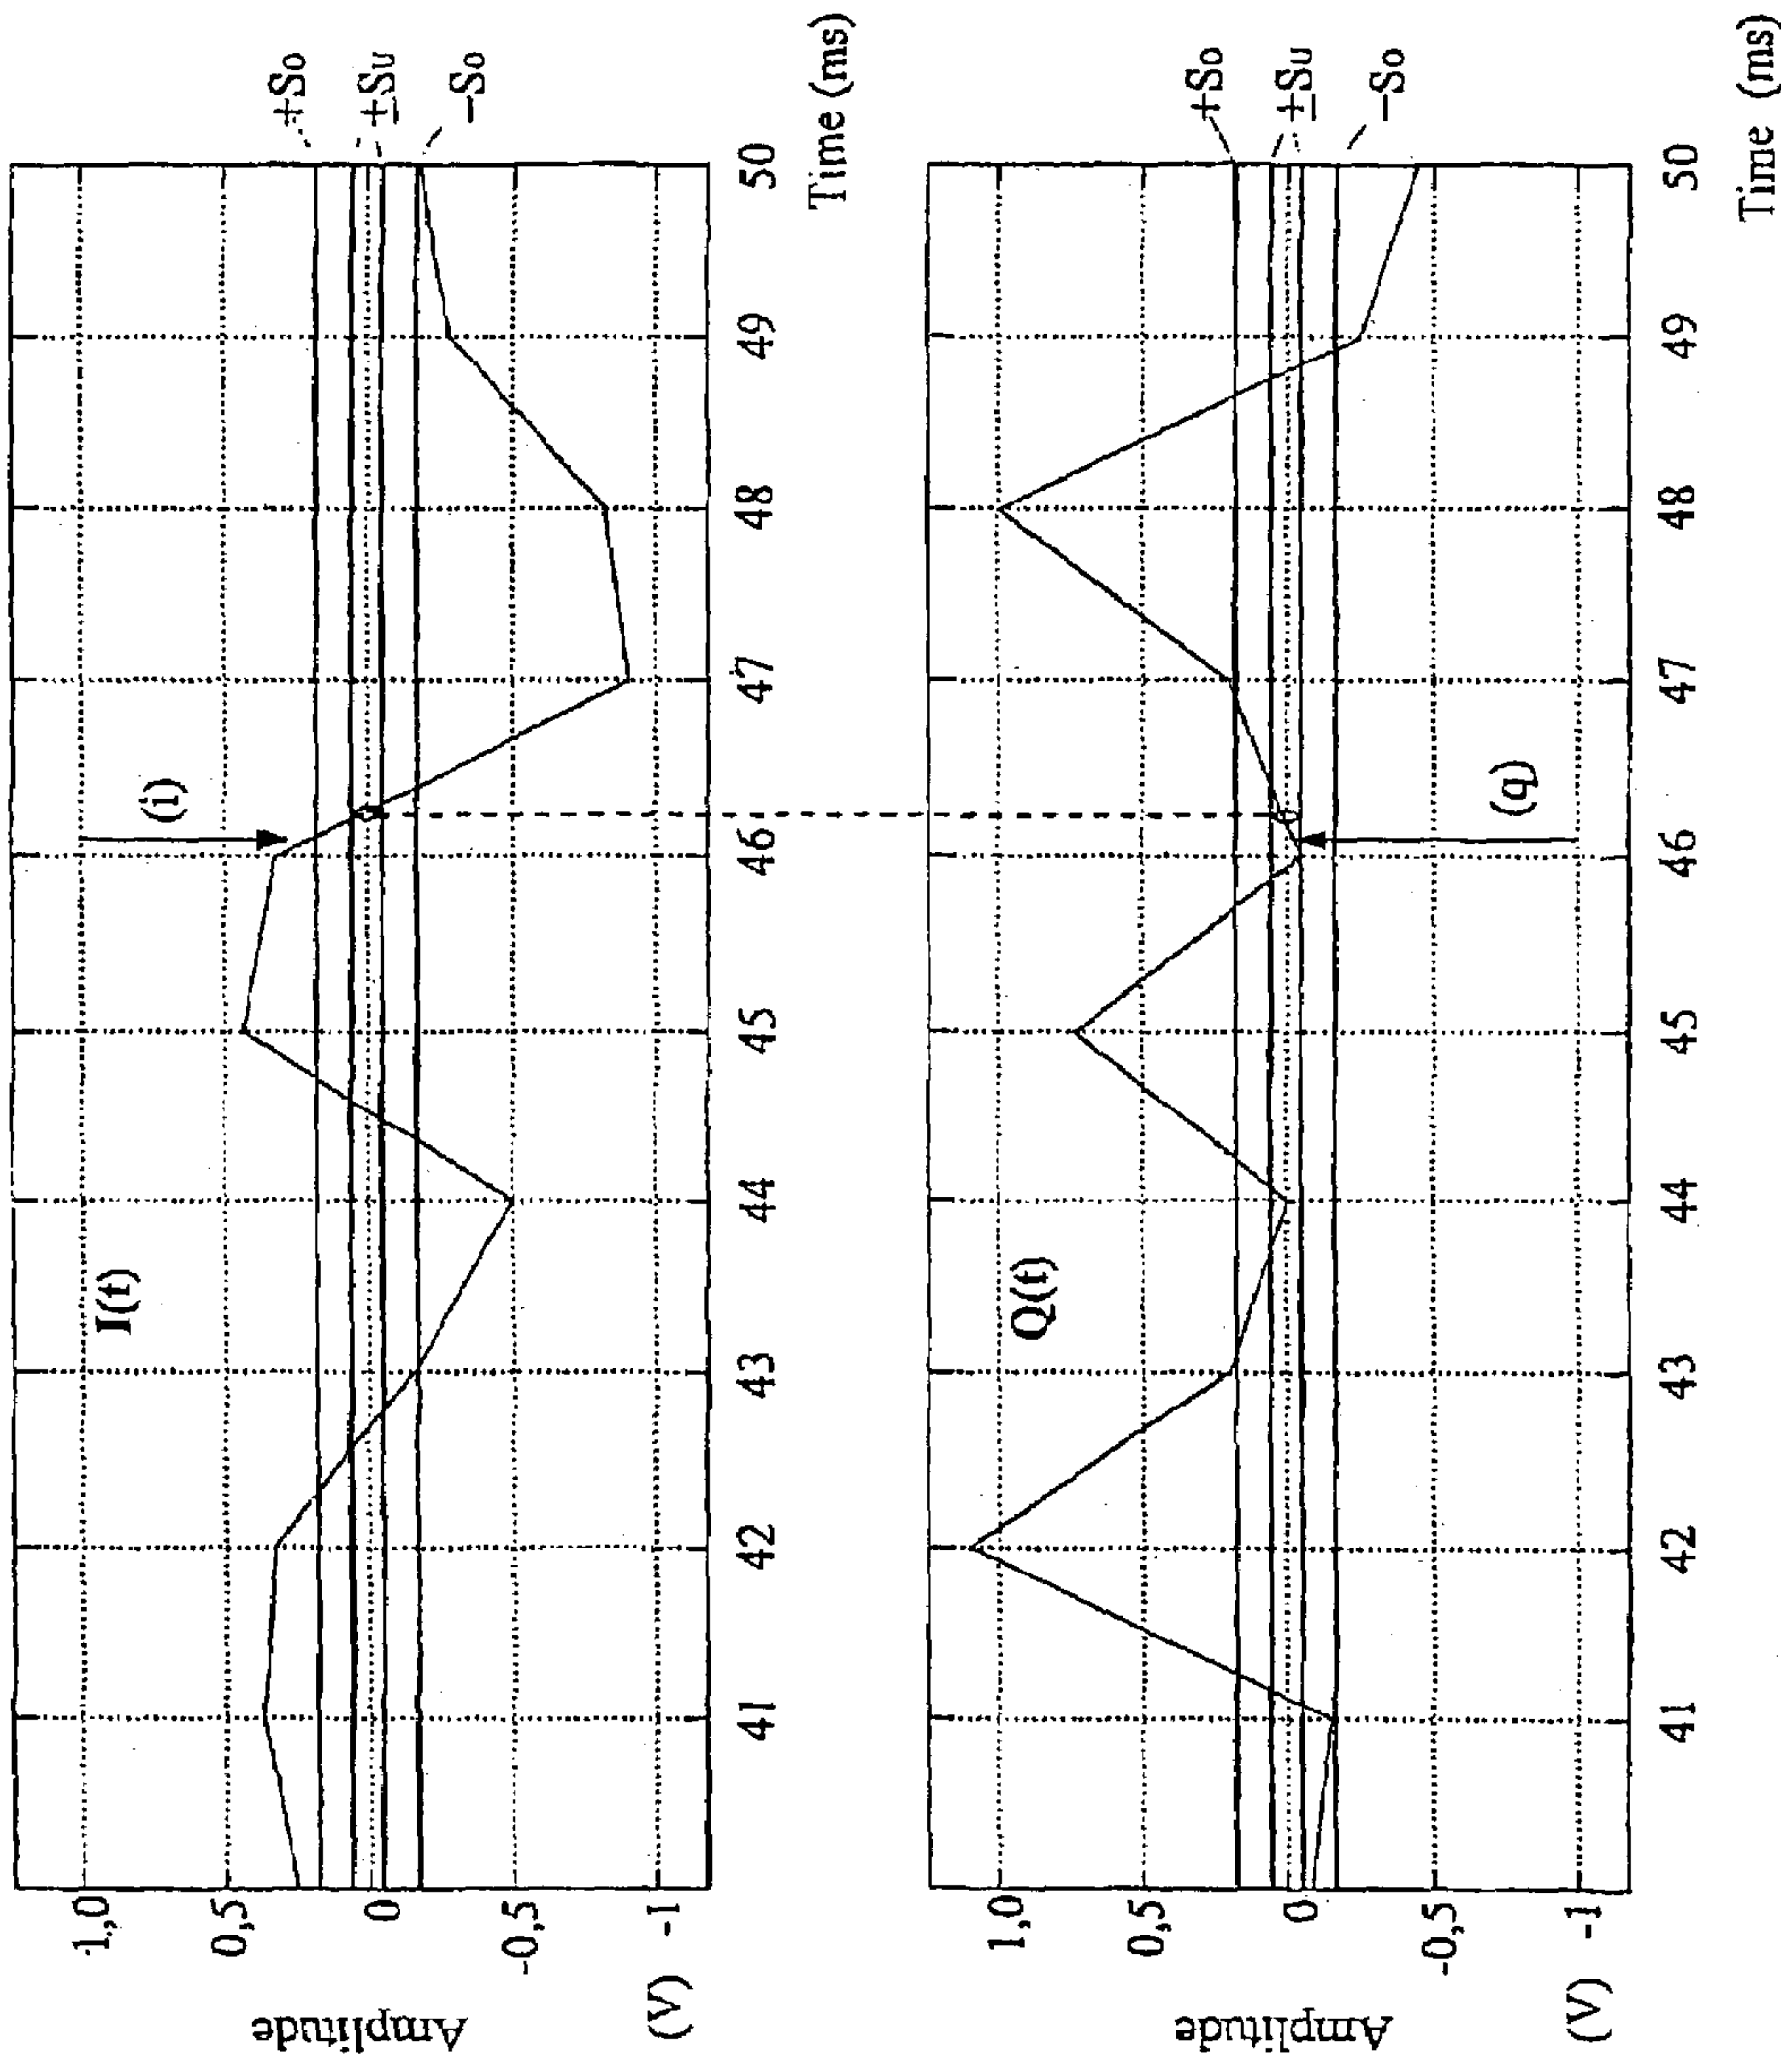 Amplitude
(V)
1,0
0,5
0
-0,5
-1
I(t)
(i)
+So
±Su
-So
41 42 43 44 45 46 47 48 49 50
Time (ms)
Amplitude
(V)
1,0
0,5
0
-0,5
-1
Q(t)
(q)
+So
±Su
-So
41 42 43 44 45 46 47 48 49 50
Time (ms)